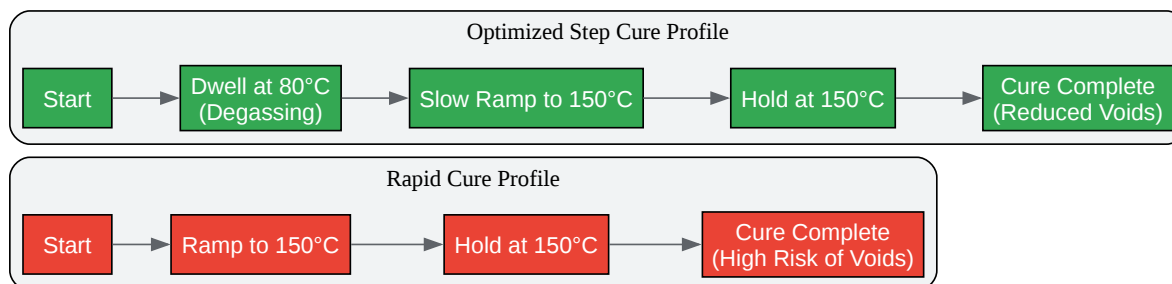 Optimized Step Cure Profile
Start
Dwell at 80°C
(Degassing)
Slow Ramp to 150°C
Hold at 150°C
Cure Complete
(Reduced Voids)
Rapid Cure Profile
Start
Ramp to 150°C
Hold at 150°C
Cure Complete
(High Risk of Voids)